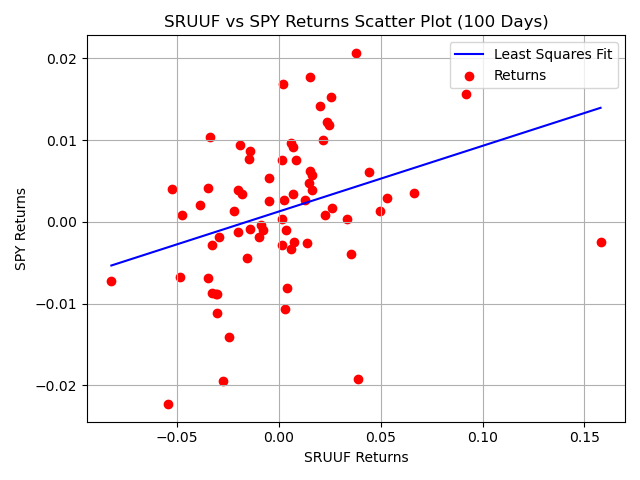 SRUUF vs SPY Returns Scatter Plot (100 Days)
Least Squares Fit
Returns
0.02
0.01
0.00
−0.01
−0.02
SPY Returns
−0.05
0.00
0.05
0.10
0.15
SRUUF Returns